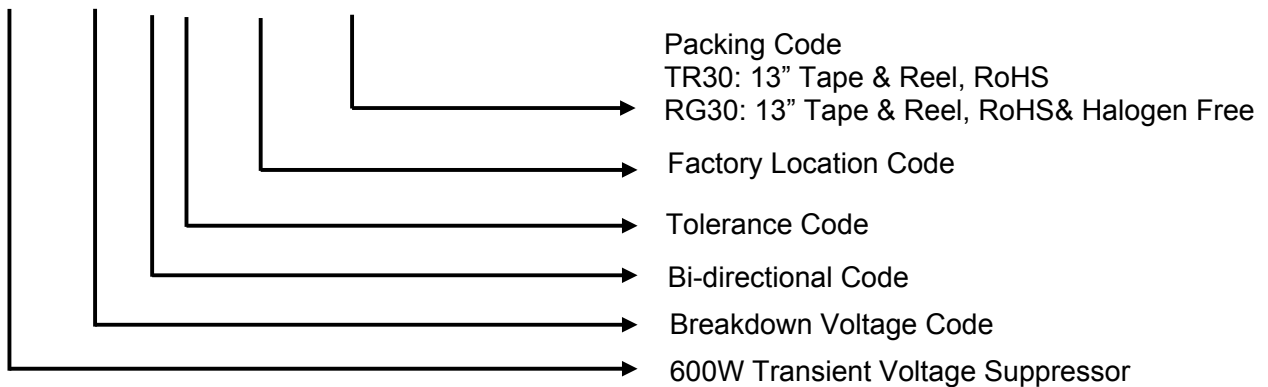 Packing Code
TR30: 13” Tape & Reel, RoHS
RG30: 13” Tape & Reel, RoHS& Halogen Free
Factory Location Code
Tolerance Code
Bi-directional Code
Breakdown Voltage Code
600W Transient Voltage Suppressor